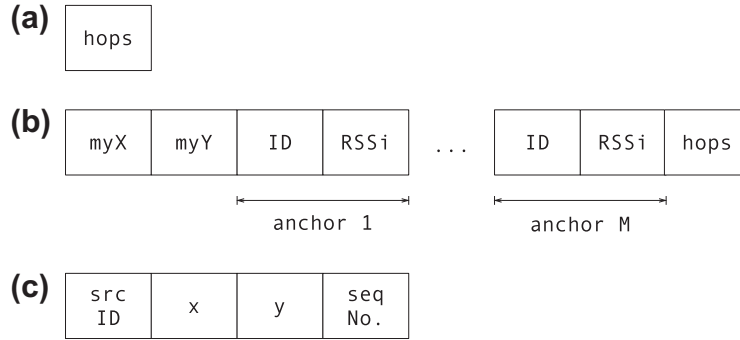 (a) hops
(b) myX myY ID RSSi ... ID RSSi hops
anchor 1 anchor M
(c) src ID x y seq No.